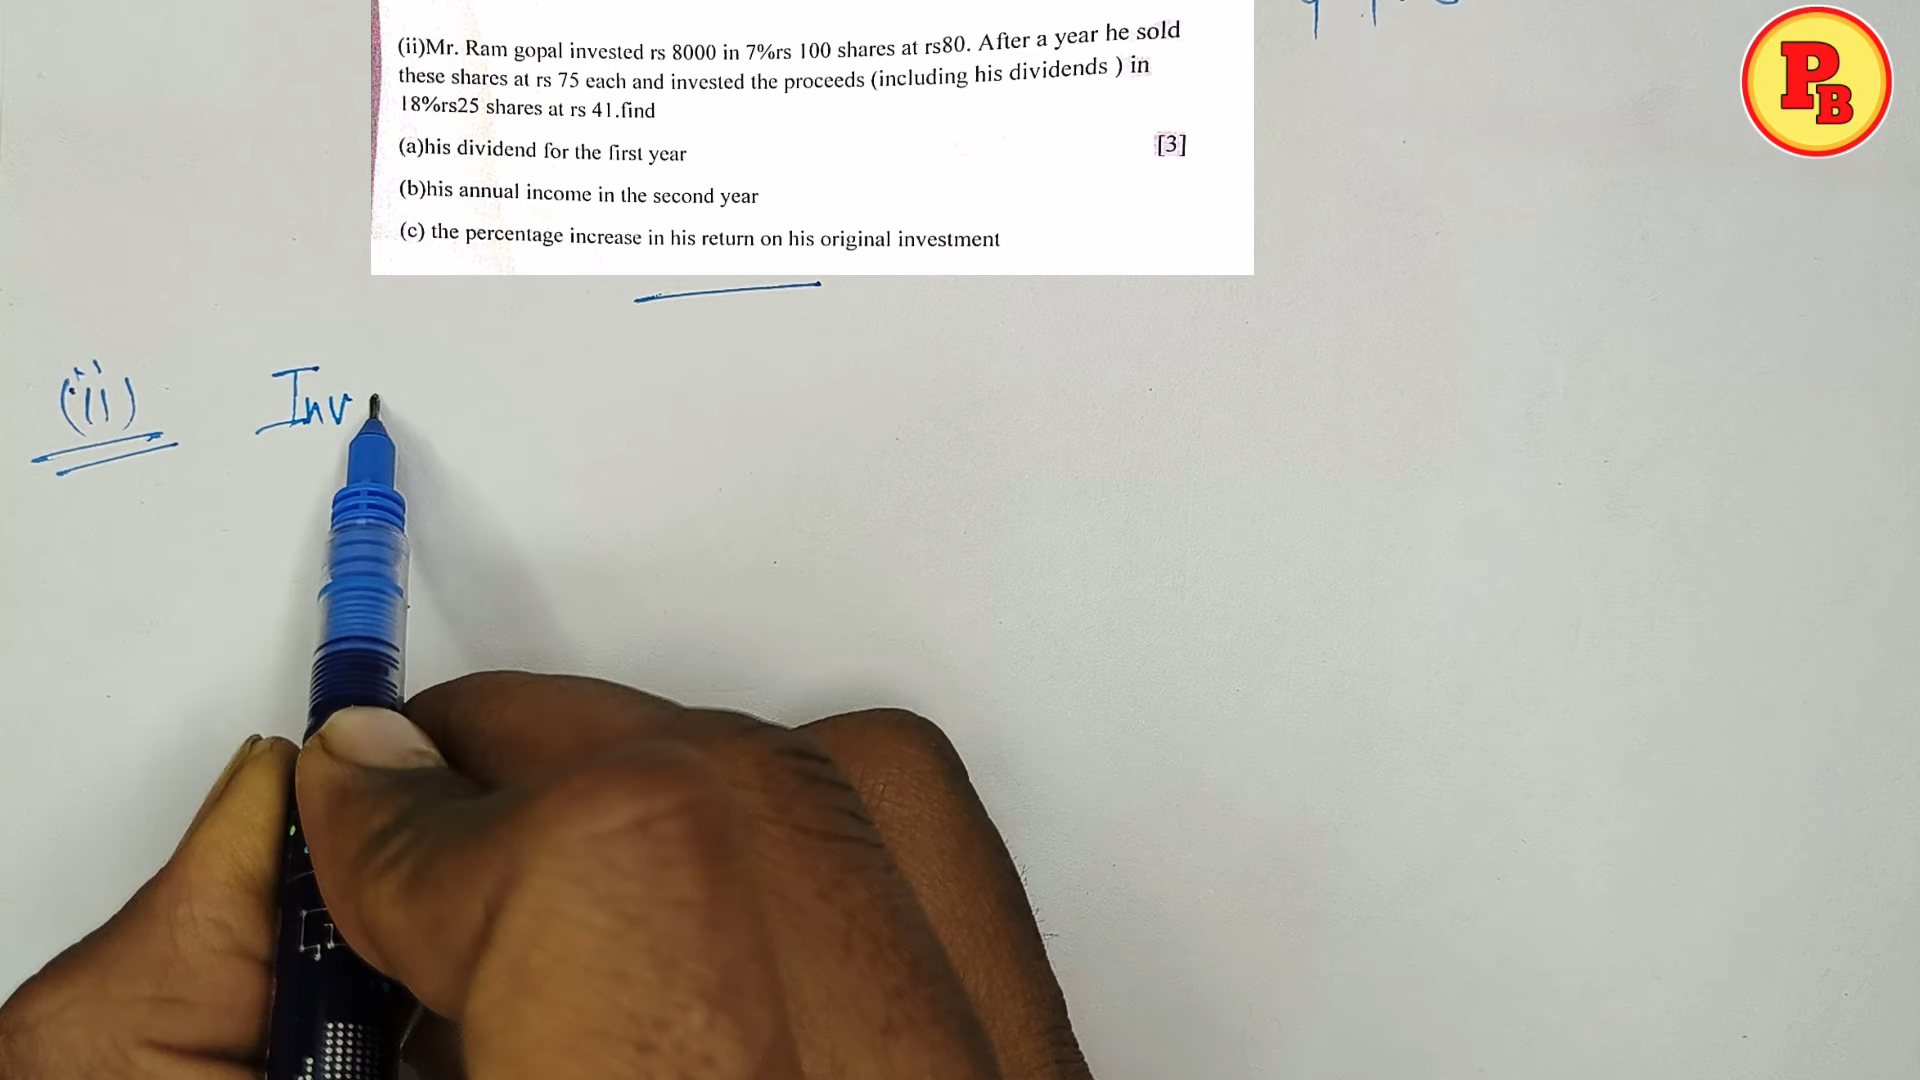 (ii)Mr. Ram gopal invested rs 8000 in 7%rs 100 shares at rs80. After a year he sold
these shares at rs 75 each and invested the proceeds (including his dividends ) in
18%rs25 shares at rs 41.find
(a)his dividend for the first year [3]
(b)his annual income in the second year
(c) the percentage increase in his return on his original investment
PB
(ii) Inv